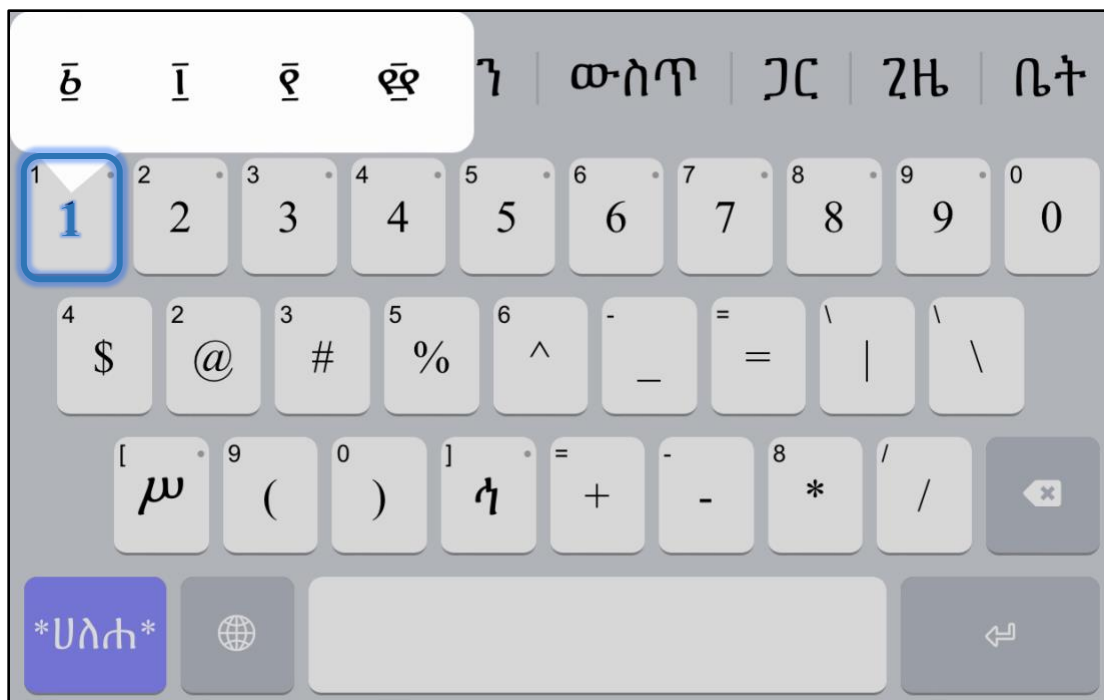 ፩ ፲ ፻ ፼ ን ውስጥ ጋር ጊዜ ቤት
1 2 3 4 5 6 7 8 9 0
1 2 3 4 5 6 7 8 9 0
4 2 3 5 6 - = \ \
$ @ # % ^ _ = | \
[ 9 0 ] = - 8 /
ሥ ( ) ኅ + - * /
*ሀለሐ*